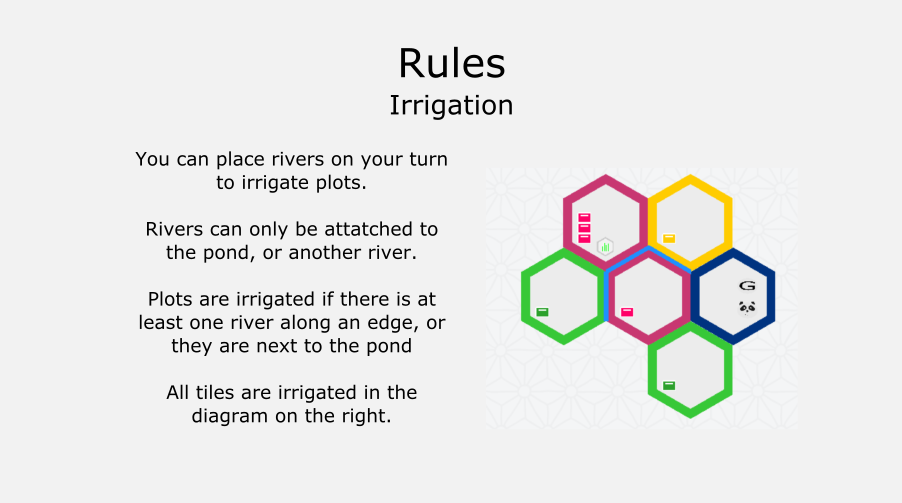 Rules
Irrigation
You can place rivers on your turn
to irrigate plots.
Rivers can only be attatched to
the pond, or another river.
Plots are irrigated if there is at
least one river along an edge, or
they are next to the pond
All tiles are irrigated in the
diagram on the right.
G